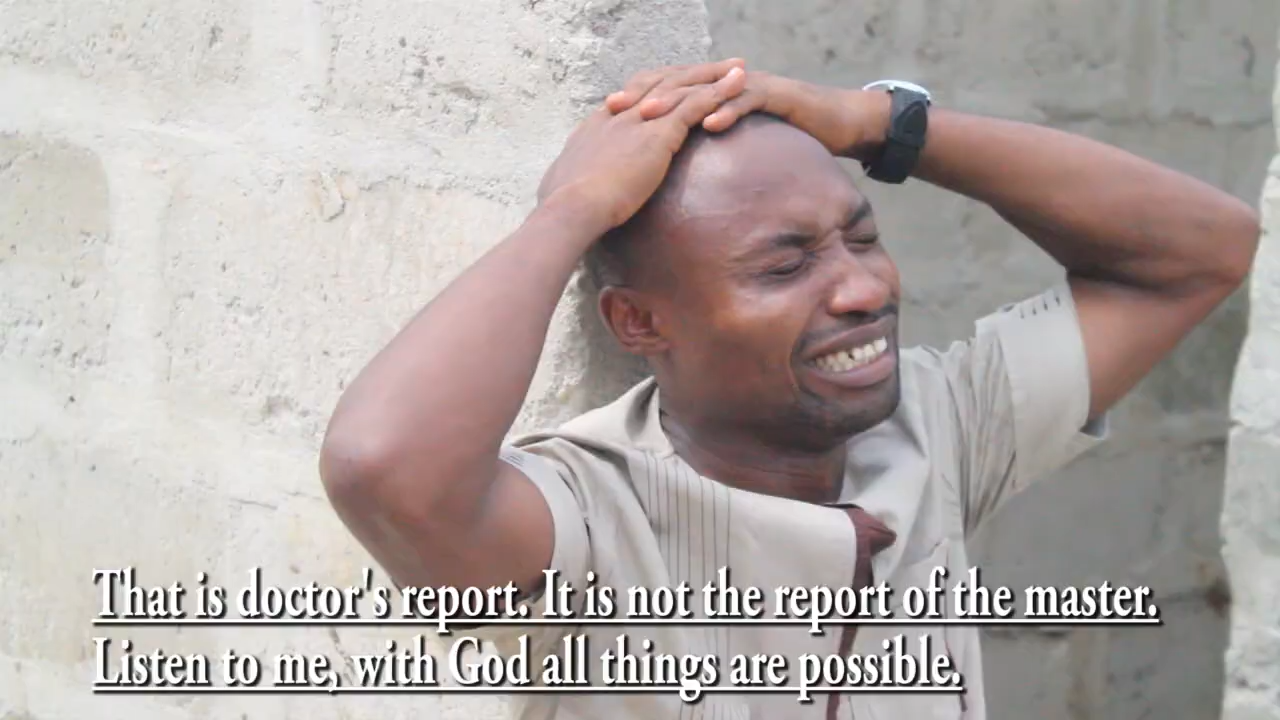 That is doctor's report. It is not the report of the master.
Listen to me, with God all things are possible.